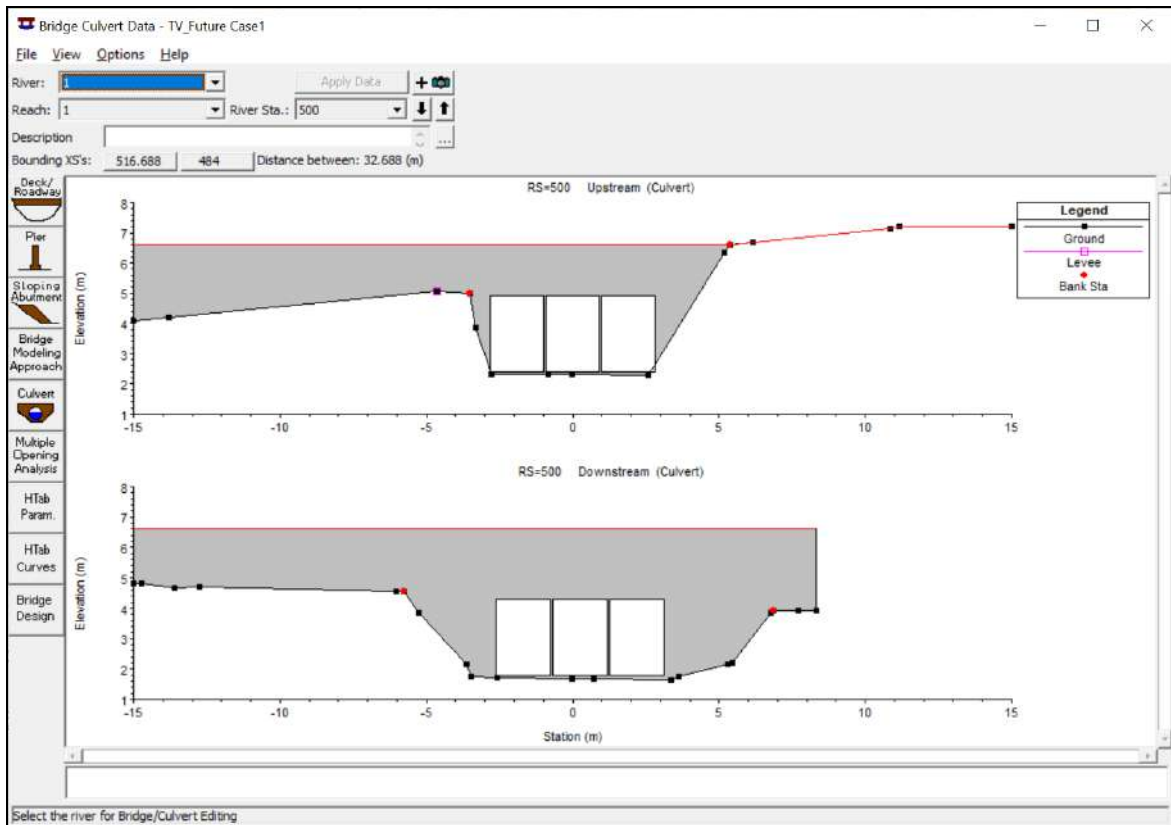 Bridge Culvert Data - TV_Future Case1
File View Options Help
River: 1 Apply Data
Reach: 1 River Sta.: 500
Description ...
Bounding XS's: 516.688 484 Distance between: 32.688 (m)
Deck/
Roadway
Pier
Sloping
Abutment
Bridge
Modeling
Approach
Culvert
Multiple
Opening
Analysis
HTab
Param.
HTab
Curves
Bridge
Design
RS=500 Upstream (Culvert)
8
7
6
5
4
3
2
1
Elevation (m)
-15 -10 -5 0 5 10 15
Legend
Ground
Levee
Bank Sta
RS=500 Downstream (Culvert)
8
7
6
5
4
3
2
1
Elevation (m)
-15 -10 -5 0 5 10 15
Station (m)
Select the river for Bridge/Culvert Editing